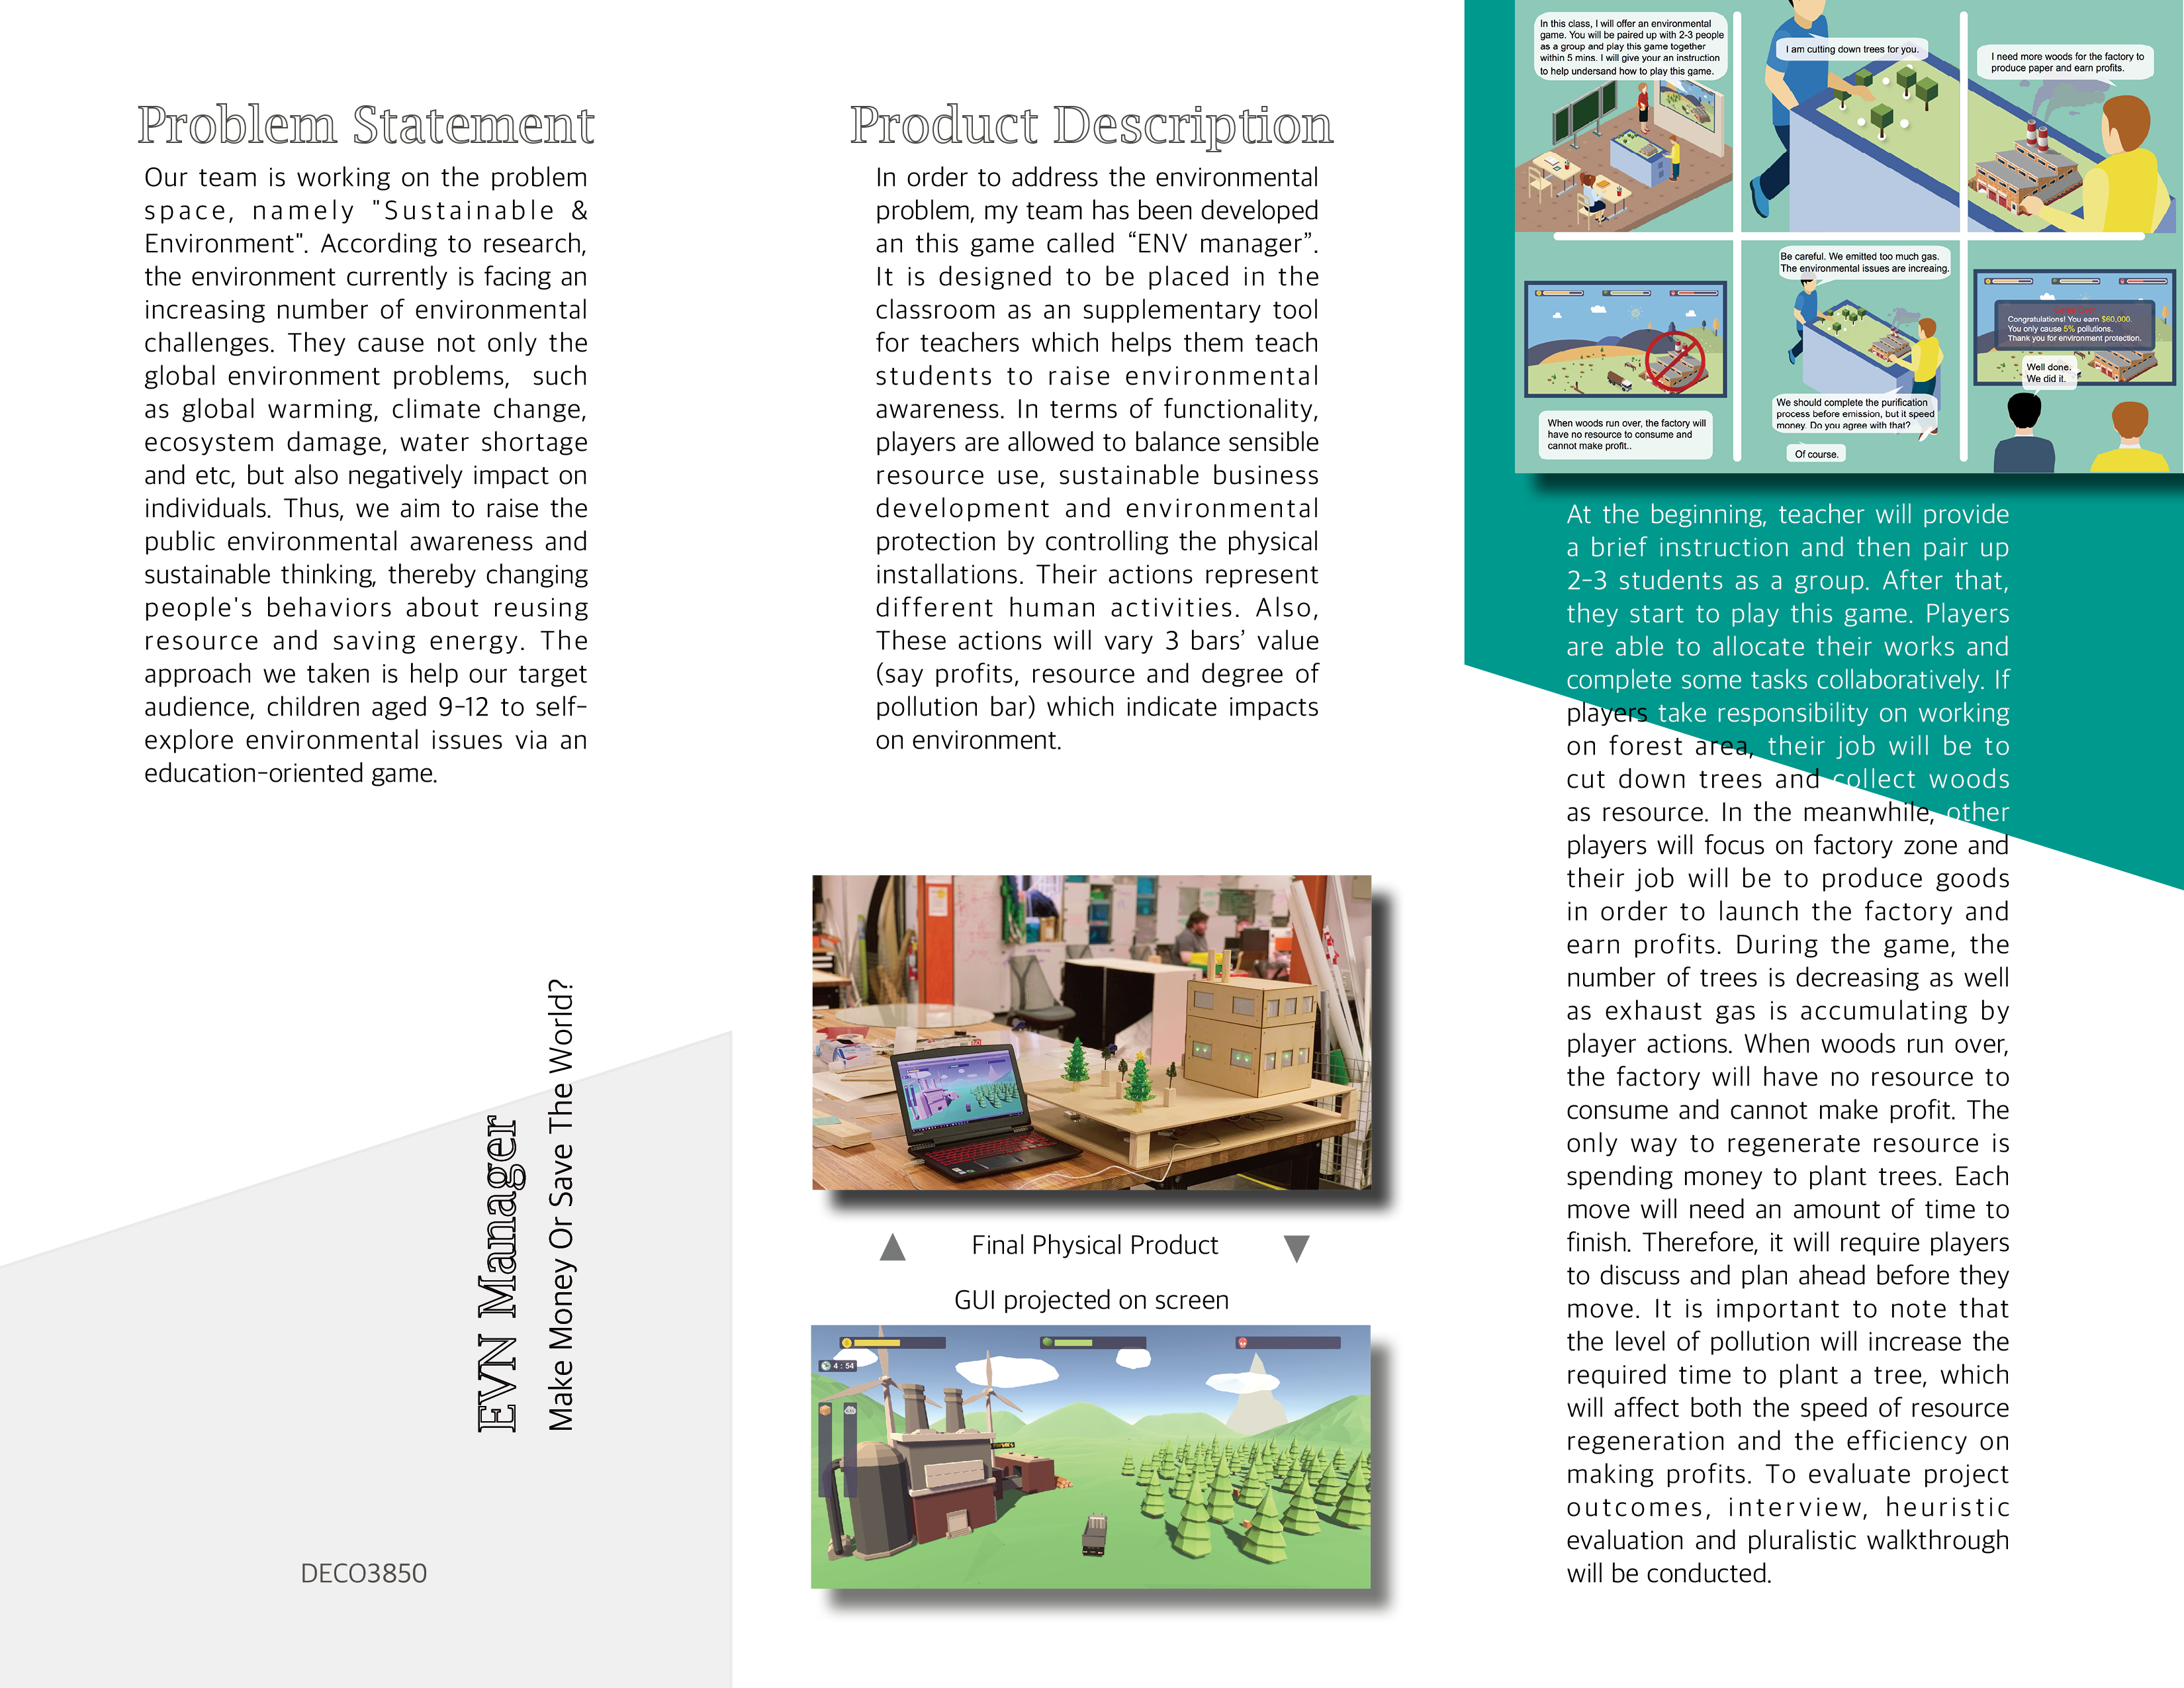 Problem Statement
Our team is working on the problem
space, namely "Sustainable &
Environment". According to research,
the environment currently is facing an
increasing number of environmental
challenges. They cause not only the
global environment problems, such
as global warming, climate change,
ecosystem damage, water shortage
and etc, but also negatively impact on
individuals. Thus, we aim to raise the
public environmental awareness and
sustainable thinking, thereby changing
people's behaviors about reusing
resource and saving energy. The
approach we taken is help our target
audience, children aged 9-12 to self-
explore environmental issues via an
education-oriented game.
EVN Manager
Make Money Or Save The World?
DECO3850
Product Description
In order to address the environmental
problem, my team has been developed
an this game called “ENV manager”.
It is designed to be placed in the
classroom as an supplementary tool
for teachers which helps them teach
students to raise environmental
awareness. In terms of functionality,
players are allowed to balance sensible
resource use, sustainable business
development and environmental
protection by controlling the physical
installations. Their actions represent
different human activities. Also,
These actions will vary 3 bars’ value
(say profits, resource and degree of
pollution bar) which indicate impacts
on environment.
▲ Final Physical Product ▼
GUI projected on screen
4 : 54
In this class, I will offer an environmental
game. You will be paired up with 2-3 people
as a group and play this game together
within 5 mins. I will give your an instruction
to help undersand how to play this game.
I am cutting down trees for you.
I need more woods for the factory to
produce paper and earn profits.
When woods run over, the factory will
have no resource to consume and
cannot make profit..
Be careful. We emitted too much gas.
The environmental issues are increaing.
We should complete the purification
process before emission, but it speed
money. Do you agree with that?
Of course.
Congratulations! You earn $60,000.
You only cause 5% pollutions.
Thank you for environment protection.
Well done.
We did it.
At the beginning, teacher will provide
a brief instruction and then pair up
2-3 students as a group. After that,
they start to play this game. Players
are able to allocate their works and
complete some tasks collaboratively. If
players take responsibility on working
on forest area, their job will be to
cut down trees and collect woods
as resource. In the meanwhile, other
players will focus on factory zone and
their job will be to produce goods
in order to launch the factory and
earn profits. During the game, the
number of trees is decreasing as well
as exhaust gas is accumulating by
player actions. When woods run over,
the factory will have no resource to
consume and cannot make profit. The
only way to regenerate resource is
spending money to plant trees. Each
move will need an amount of time to
finish. Therefore, it will require players
to discuss and plan ahead before they
move. It is important to note that
the level of pollution will increase the
required time to plant a tree, which
will affect both the speed of resource
regeneration and the efficiency on
making profits. To evaluate project
outcomes, interview, heuristic
evaluation and pluralistic walkthrough
will be conducted.